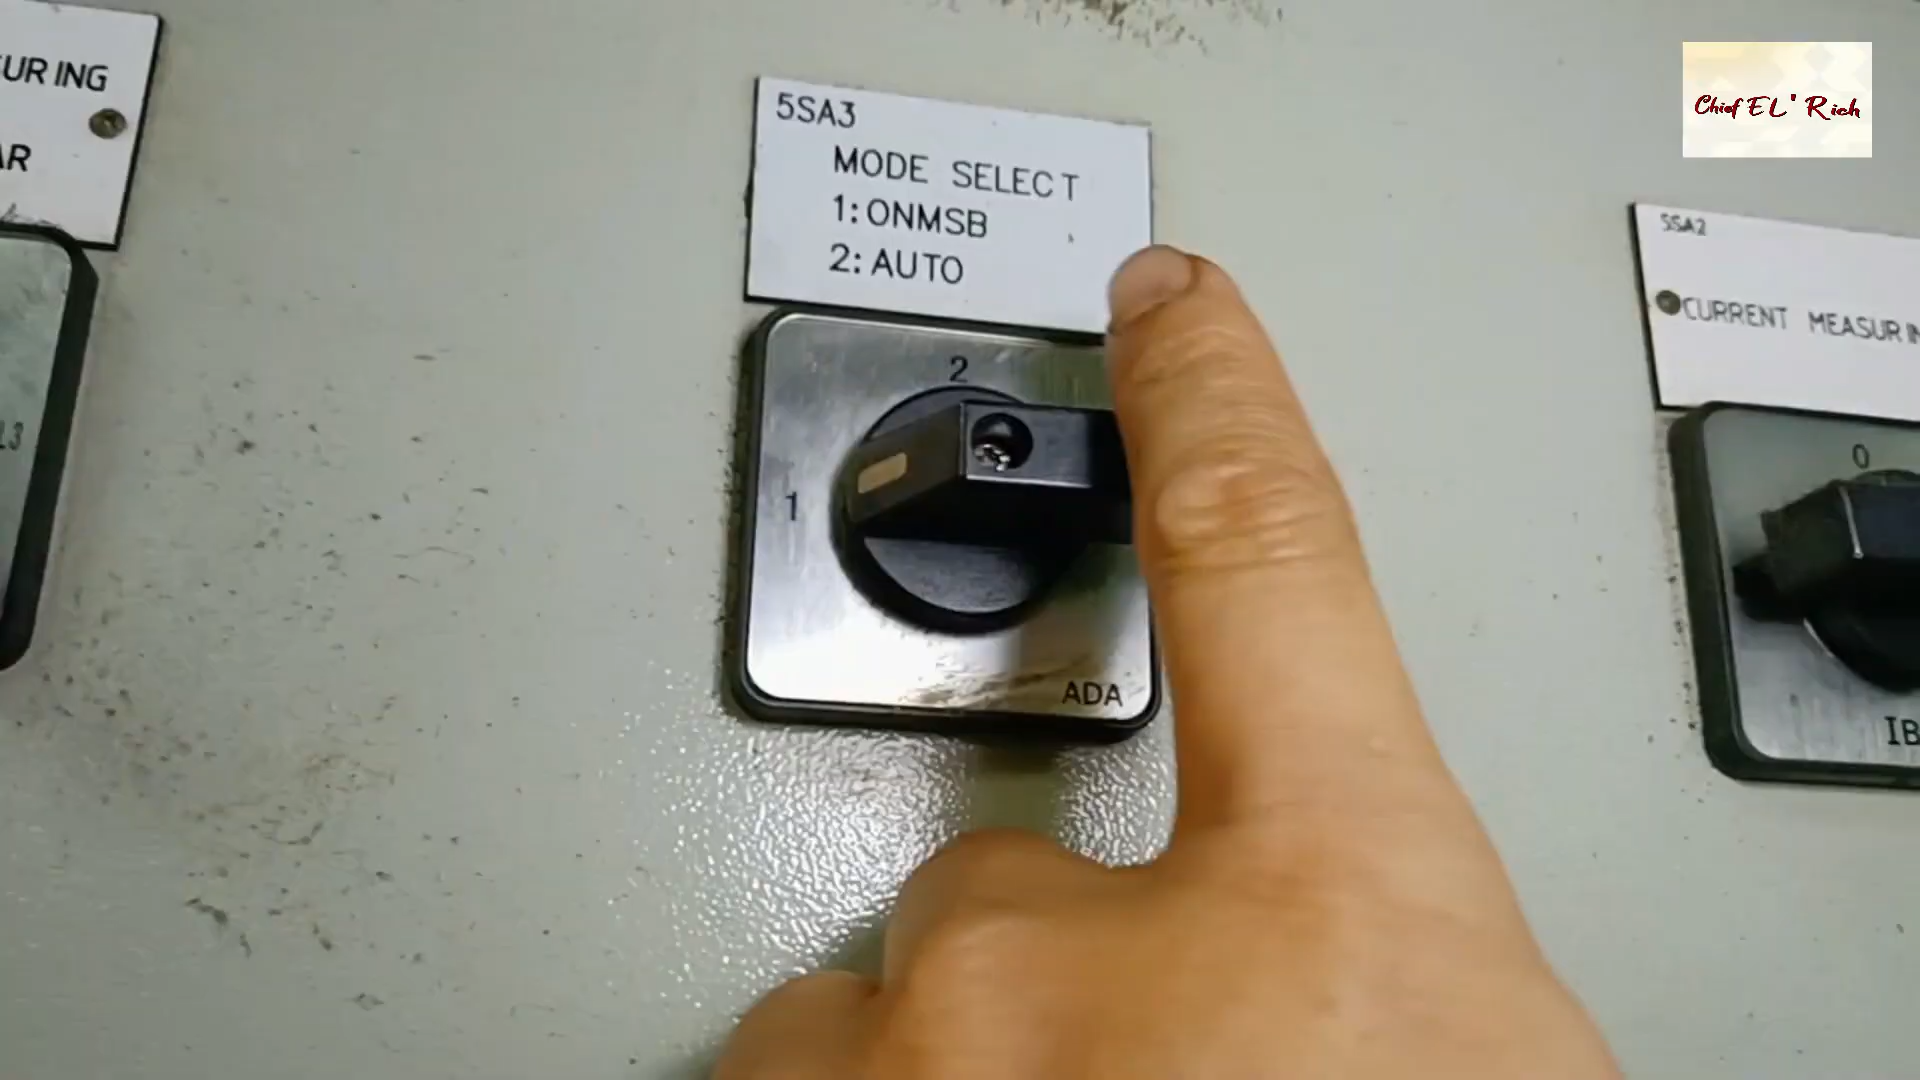 URING
AR
L3
5SA3
MODE SELECT
1:ONMSB
2:AUTO
2
1
ADA
5SA2
CURRENT MEASURIN
0
IB
Chief EL' Rich